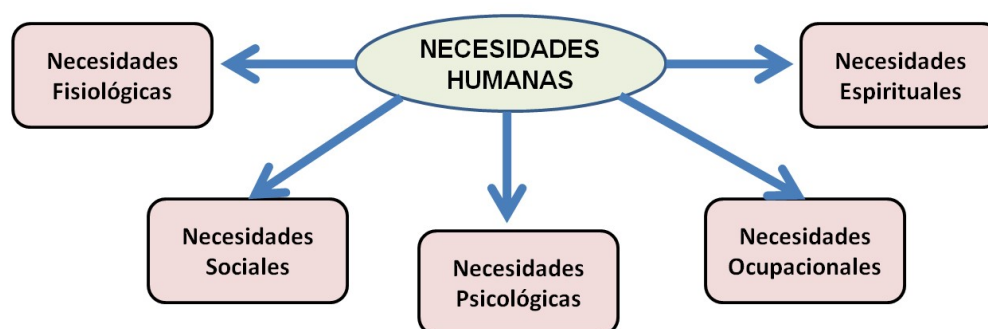 NECESIDADES
HUMANAS
Necesidades
Fisiológicas
Necesidades
Espirituales
Necesidades
Sociales
Necesidades
Psicológicas
Necesidades
Ocupacionales